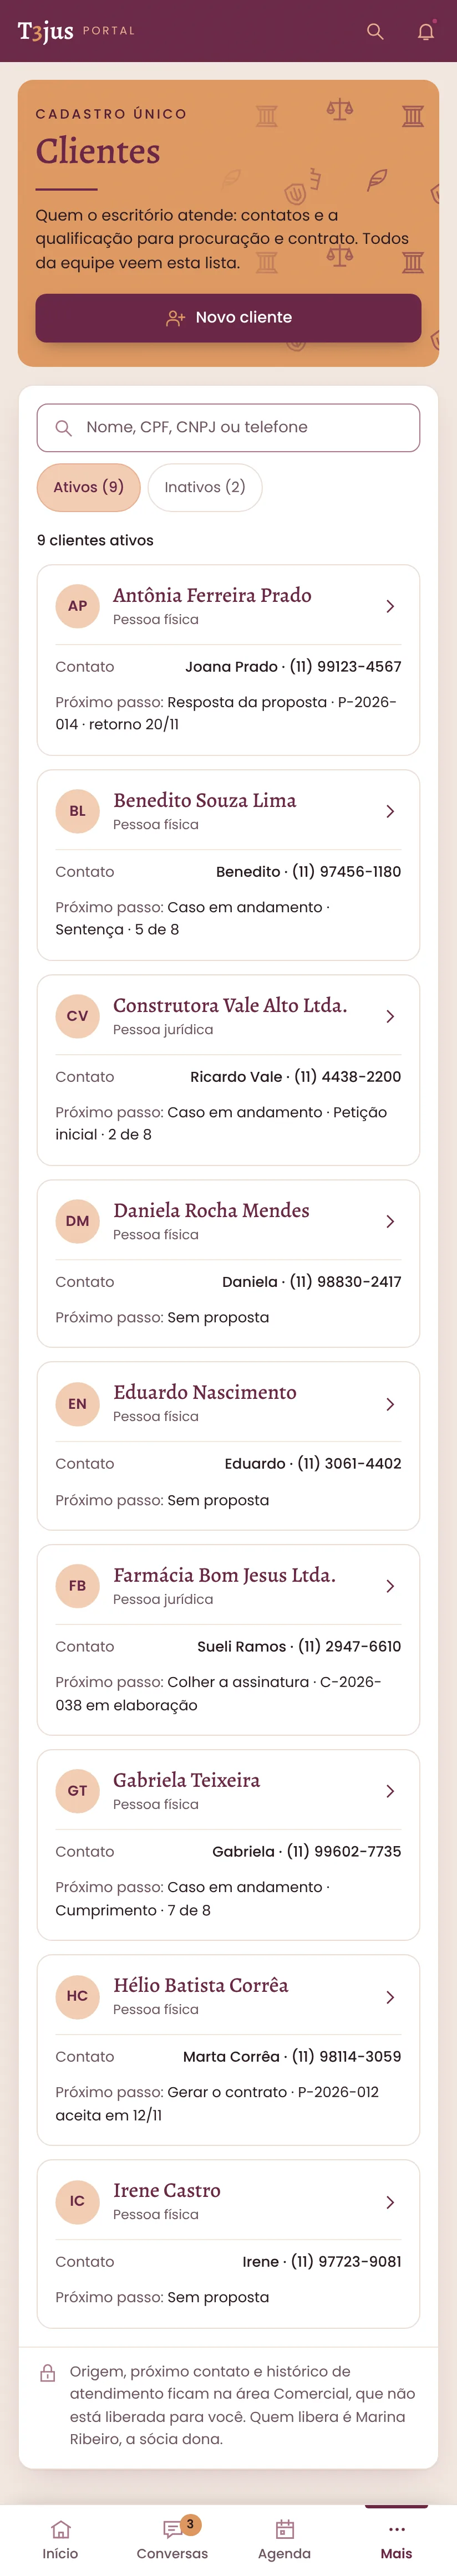 T3jus PORTAL
CADASTRO ÚNICO
Clientes
Quem o escritório atende: contatos e a
qualificação para procuração e contrato. Todos
da equipe veem esta lista.
Novo cliente
Nome, CPF, CNPJ ou telefone
Ativos (9) Inativos (2)
9 clientes ativos
AP Antônia Ferreira Prado
Pessoa física
Contato Joana Prado · (11) 99123-4567
Próximo passo: Resposta da proposta · P-2026-
014 · retorno 20/11
BL Benedito Souza Lima
Pessoa física
Contato Benedito · (11) 97456-1180
Próximo passo: Caso em andamento ·
Sentença · 5 de 8
CV Construtora Vale Alto Ltda.
Pessoa jurídica
Contato Ricardo Vale · (11) 4438-2200
Próximo passo: Caso em andamento · Petição
inicial · 2 de 8
DM Daniela Rocha Mendes
Pessoa física
Contato Daniela · (11) 98830-2417
Próximo passo: Sem proposta
EN Eduardo Nascimento
Pessoa física
Contato Eduardo · (11) 3061-4402
Próximo passo: Sem proposta
FB Farmácia Bom Jesus Ltda.
Pessoa jurídica
Contato Sueli Ramos · (11) 2947-6610
Próximo passo: Colher a assinatura · C-2026-
038 em elaboração
GT Gabriela Teixeira
Pessoa física
Contato Gabriela · (11) 99602-7735
Próximo passo: Caso em andamento ·
Cumprimento · 7 de 8
HC Hélio Batista Corrêa
Pessoa física
Contato Marta Corrêa · (11) 98114-3059
Próximo passo: Gerar o contrato · P-2026-012
aceita em 12/11
IC Irene Castro
Pessoa física
Contato Irene · (11) 97723-9081
Próximo passo: Sem proposta
Origem, próximo contato e histórico de
atendimento ficam na área Comercial, que não
está liberada para você. Quem libera é Marina
Ribeiro, a sócia dona.
3
Início Conversas Agenda Mais